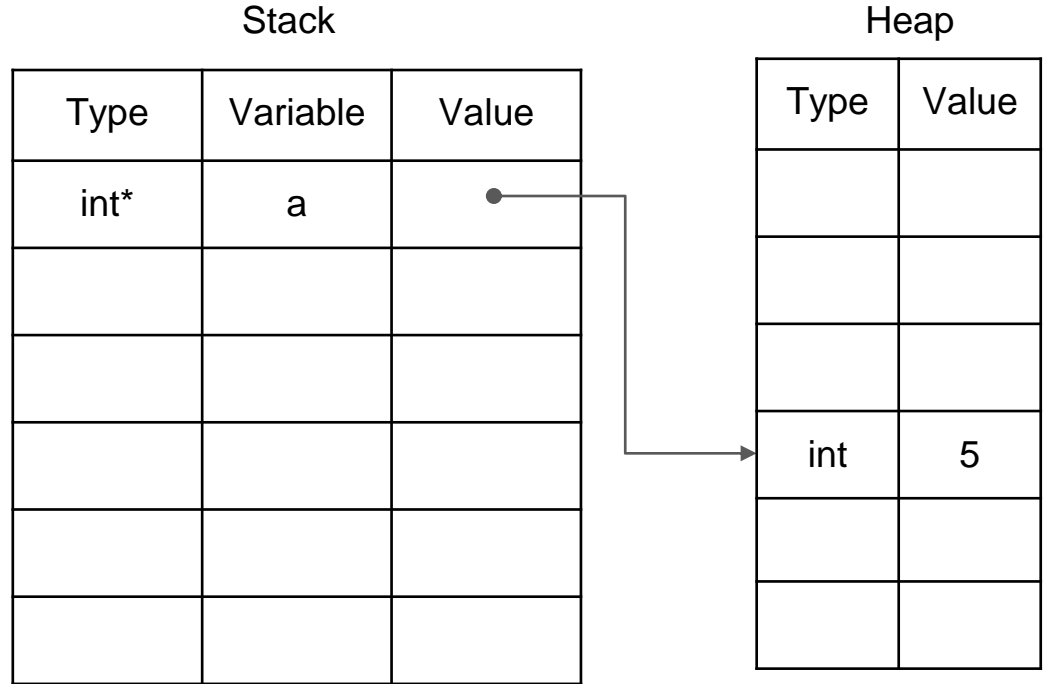 Stack
Heap
Type Variable Value
Type Value
int* a
int 5